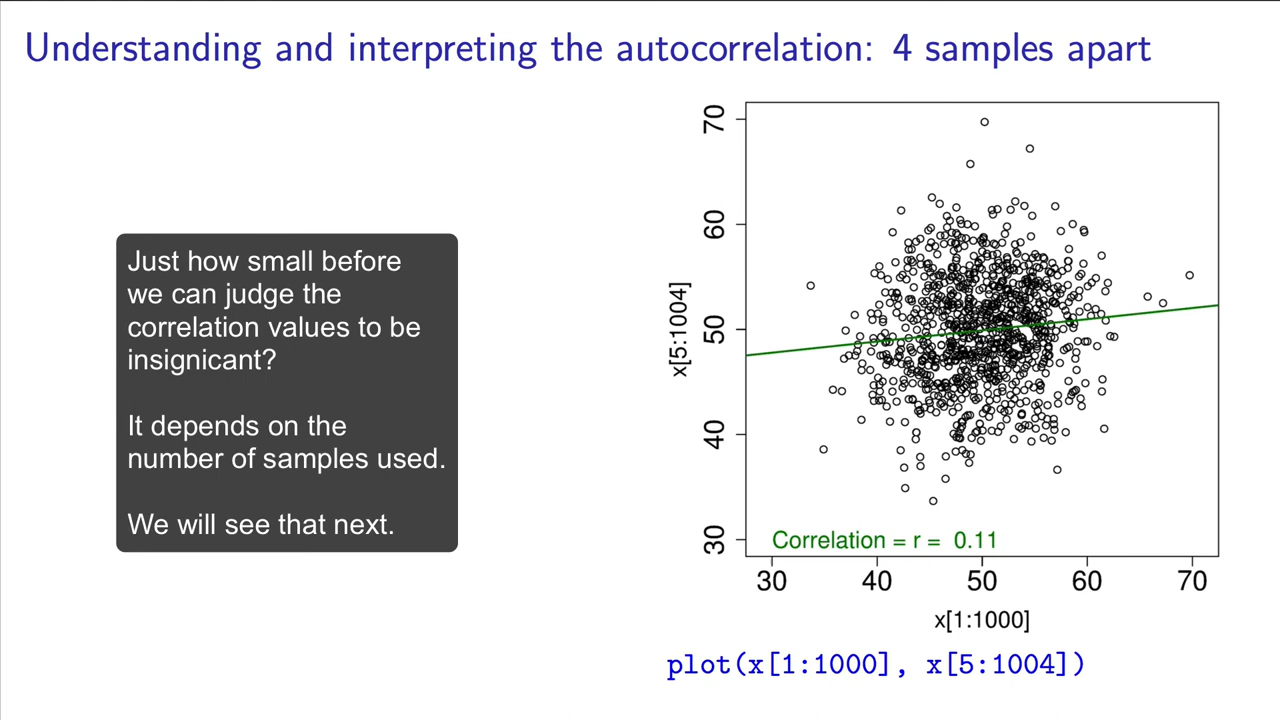 Understanding and interpreting the autocorrelation: 4 samples apart
Just how small before
we can judge the
correlation values to be
insignicant?
It depends on the
number of samples used.
We will see that next.
70
60
50
40
30
x[5:1004]
Correlation = r = 0.11
30 40 50 60 70
x[1:1000]
plot(x[1:1000], x[5:1004])